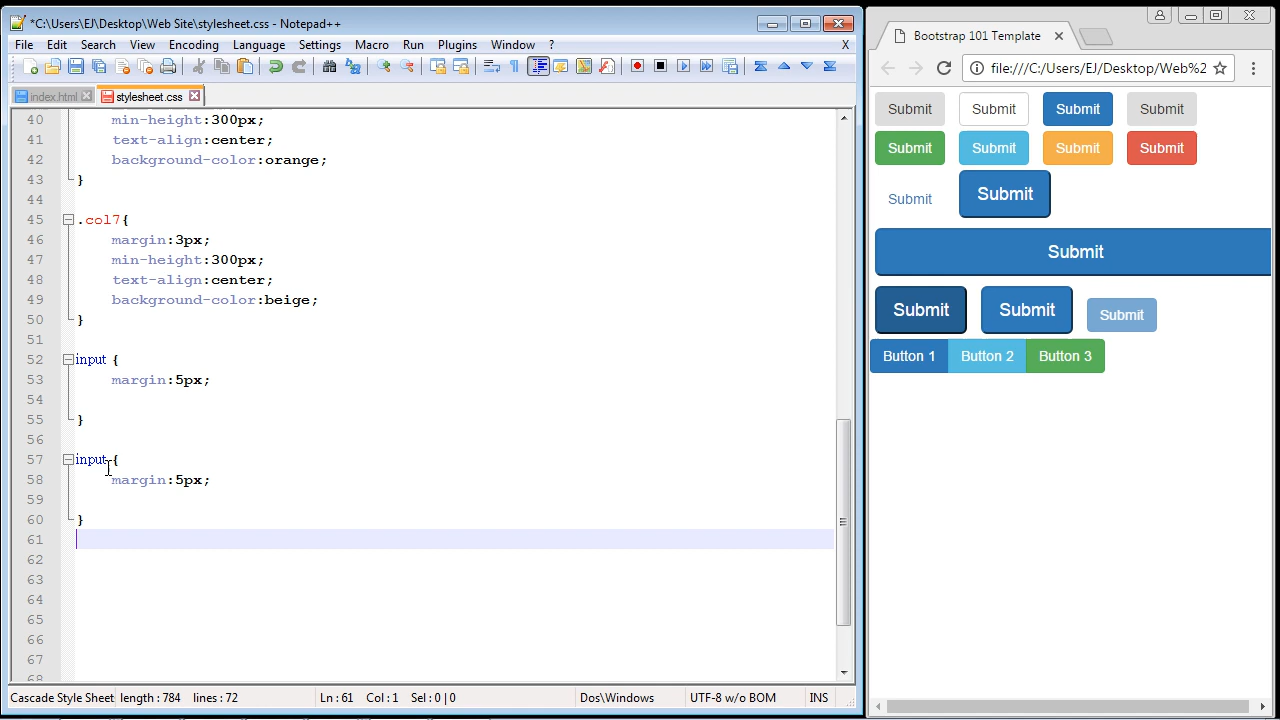 *C:\Users\EJ\Desktop\Web Site\stylesheet.css - Notepad++
File Edit Search View Encoding Language Settings Macro Run Plugins Window ? X
index.html stylesheet.css
40 min-height:300px;
41 text-align:center;
42 background-color:orange;
43 }
44
45 .col7{
46 margin:3px;
47 min-height:300px;
48 text-align:center;
49 background-color:beige;
50 }
51
52 input {
53 margin:5px;
54
55 }
56
57 input {
58 margin:5px;
59
60 }
61
62
63
64
65
66
67
68
Cascade Style Sheet length : 784 lines : 72 Ln : 61 Col : 1 Sel : 0 | 0 Dos\Windows UTF-8 w/o BOM INS
Bootstrap 101 Template
file:///C:/Users/EJ/Desktop/Web%2
Submit Submit Submit Submit
Submit Submit Submit Submit
Submit Submit
Submit
Submit Submit Submit
Button 1 Button 2 Button 3